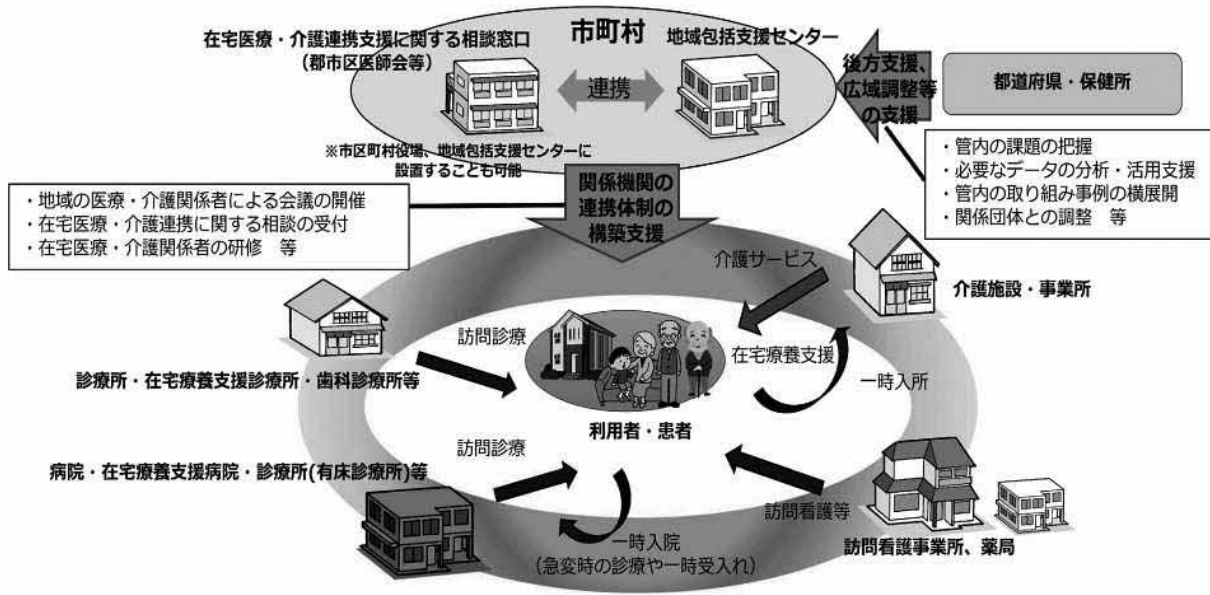 市町村
在宅医療・介護連携支援に関する相談窓口
(郡市区医師会等)
地域包括支援センター
連携
※市区町村役場、地域包括支援センターに
設置することも可能
後方支援、
広域調整等
の支援
都道府県・保健所
・管内の課題の把握
・必要なデータの分析・活用支援
・管内の取り組み事例の横展開
・関係団体との調整 等
・地域の医療・介護関係者による会議の開催
・在宅医療・介護連携に関する相談の受付
・在宅医療・介護関係者の研修 等
関係機関の
連携体制の
構築支援
介護サービス
介護施設・事業所
訪問診療
在宅療養支援
一時入所
診療所・在宅療養支援診療所・歯科診療所等
利用者・患者
訪問診療
病院・在宅療養支援病院・診療所(有床診療所)等
訪問看護等
訪問看護事業所、薬局
一時入院
(急変時の診療や一時受入れ)